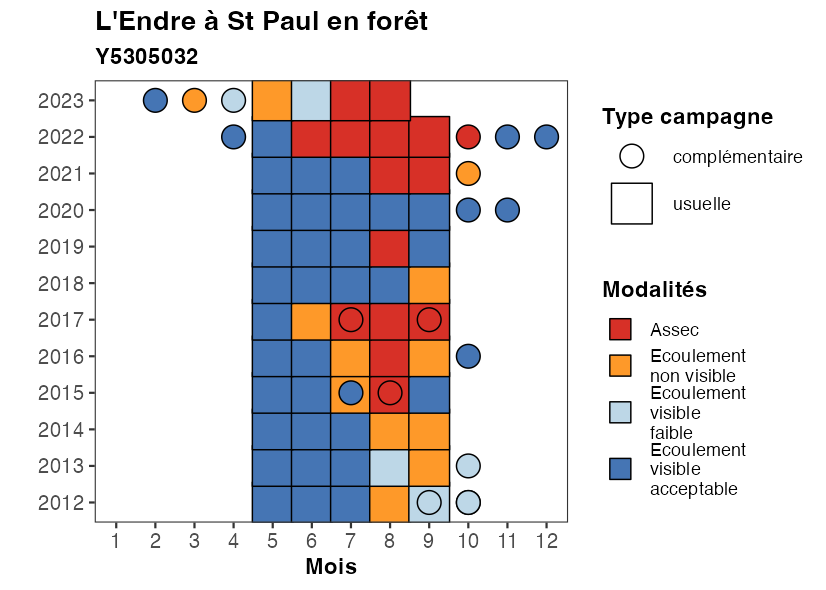 L'Endre à St Paul en forêt
Y5305032
2023
2022
2021
2020
2019
2018
2017
2016
2015
2014
2013
2012
1 2 3 4 5 6 7 8 9 10 11 12
Mois
Type campagne
complémentaire
usuelle
Modalités
Assec
Ecoulement
non visible
Ecoulement
visible
faible
Ecoulement
visible
acceptable